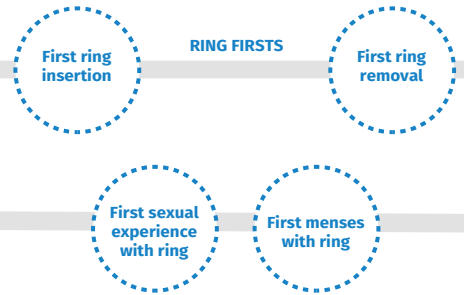 RING FIRSTS
First ring
insertion
First ring
removal
First sexual
experience
with ring
First menses
with ring